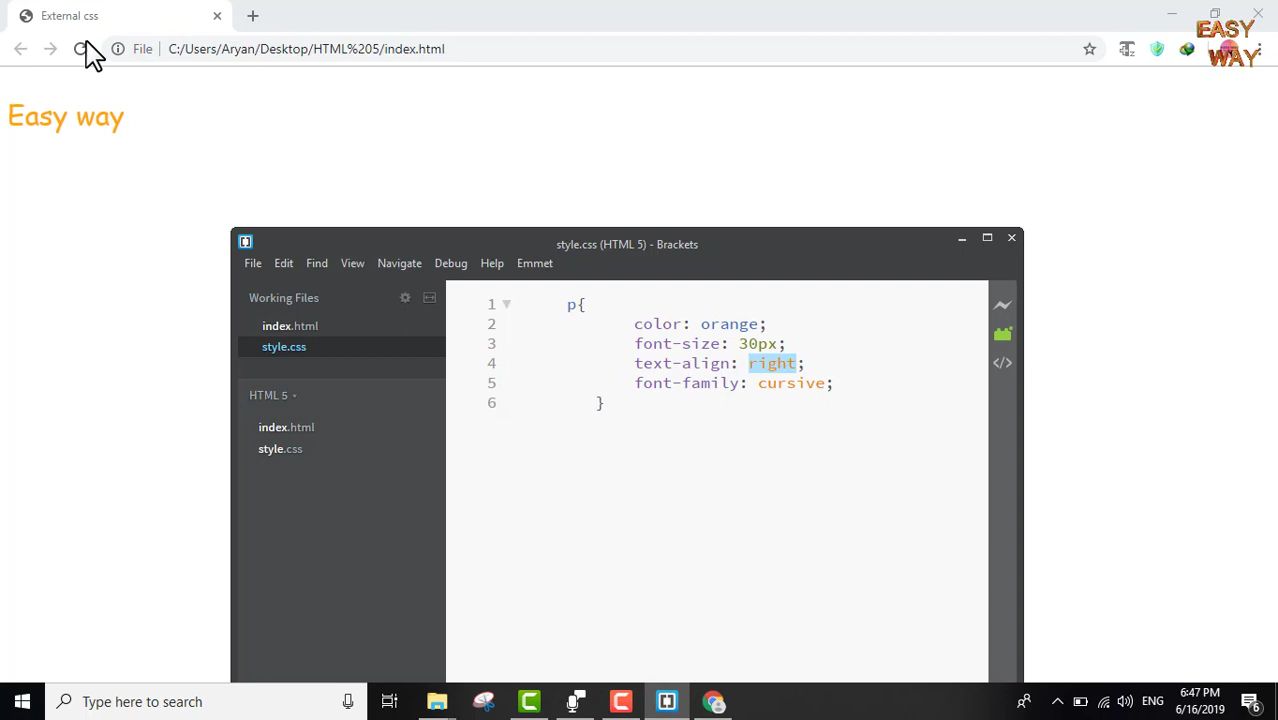 External css
EASY
WAY
File
C:/Users/Aryan/Desktop/HTML%205/index.html
Easy way
style.css (HTML 5) - Brackets
File Edit Find View Navigate Debug Help Emmet
Working Files
index.html
style.css
HTML 5
index.html
style.css
1 p{
2 color: orange;
3 font-size: 30px;
4 text-align: right;
5 font-family: cursive;
6 }
Type here to search
ENG
6:47 PM
6/16/2019
6